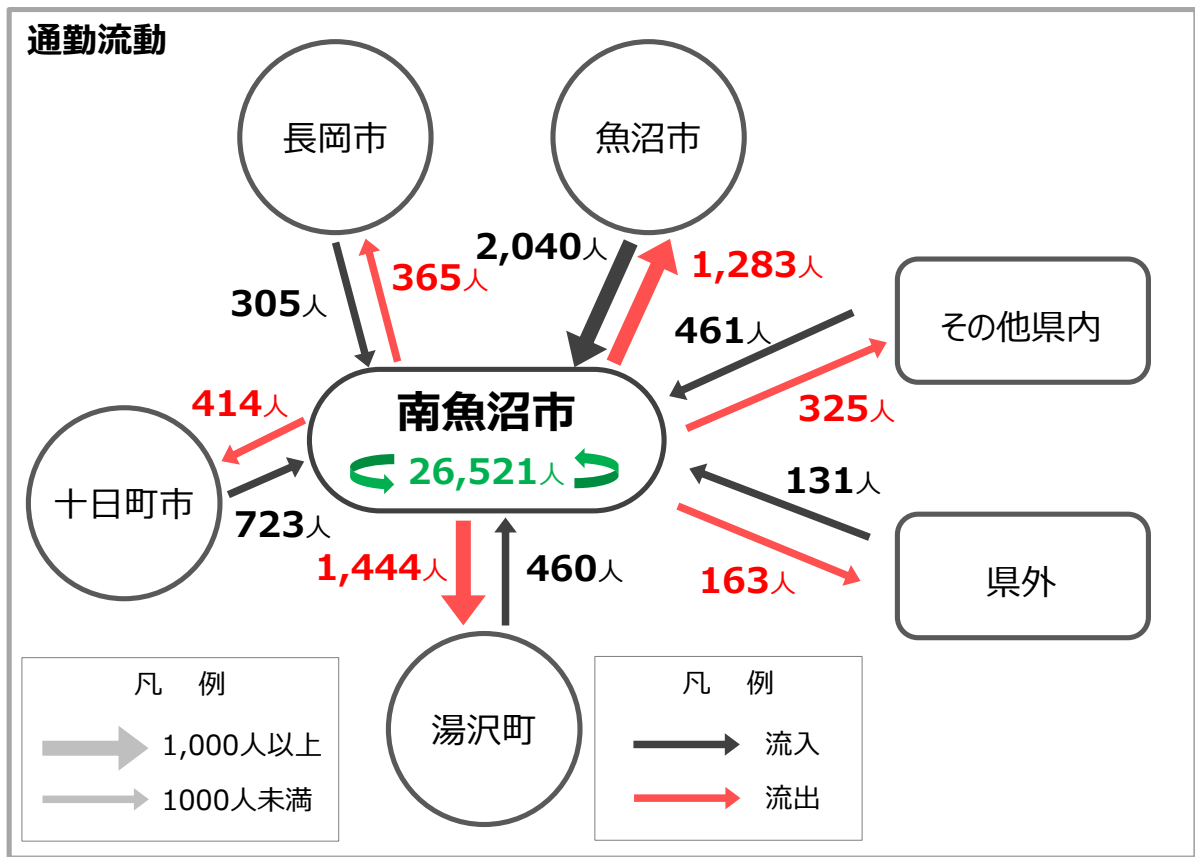 通勤流動
長岡市
魚沼市
2,040人
1,283人
365人
305人
その他県内
461人
325人
南魚沼市
26,521人
414人
十日町市
723人
131人
163人
県外
1,444人
460人
湯沢町
凡 例
1,000人以上
1000人未満
凡 例
流入
流出